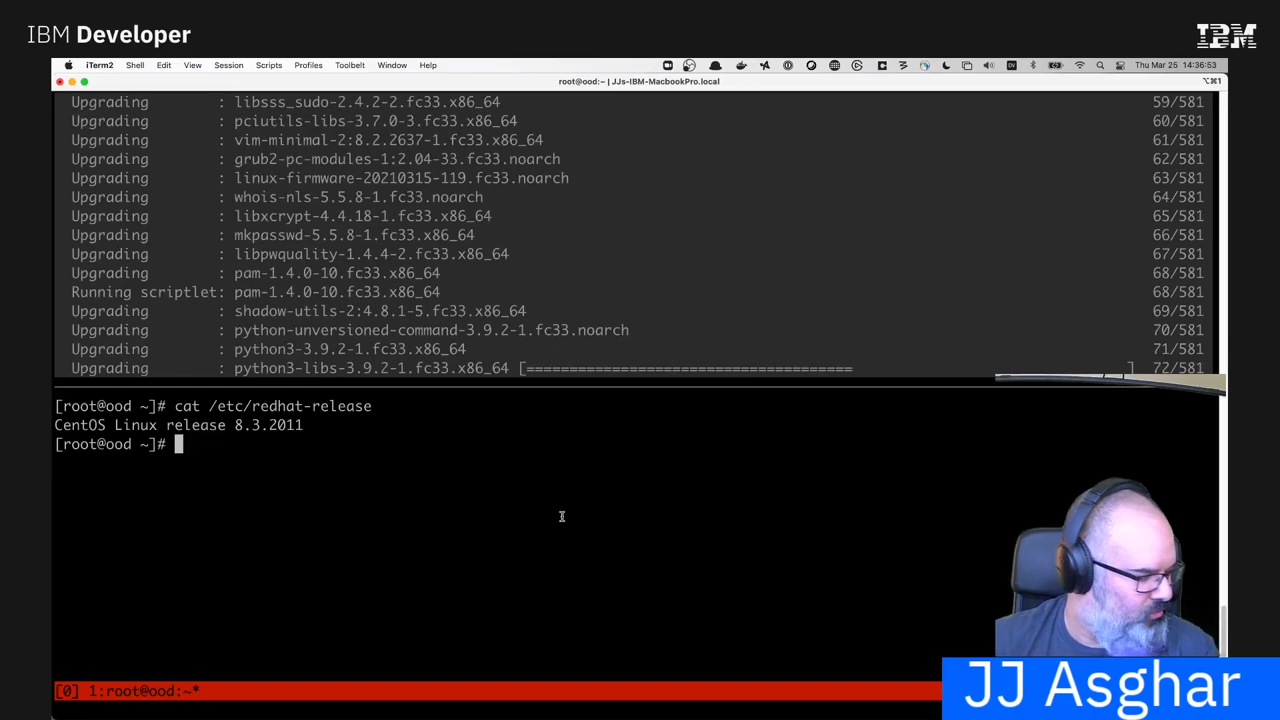 IBM Developer
IBM
iTerm2 Shell Edit View Session Scripts Profiles Toolbelt Window Help Thu Mar 25 14:36:53
root@ood:~ | JJs-IBM-MacbookPro.local ⌥⌘1
Upgrading : libsss_sudo-2.4.2-2.fc33.x86_64 59/581
Upgrading : pciutils-libs-3.7.0-3.fc33.x86_64 60/581
Upgrading : vim-minimal-2:8.2.2637-1.fc33.x86_64 61/581
Upgrading : grub2-pc-modules-1:2.04-33.fc33.noarch 62/581
Upgrading : linux-firmware-20210315-119.fc33.noarch 63/581
Upgrading : whois-nls-5.5.8-1.fc33.noarch 64/581
Upgrading : libxcrypt-4.4.18-1.fc33.x86_64 65/581
Upgrading : mkpasswd-5.5.8-1.fc33.x86_64 66/581
Upgrading : libpwquality-1.4.4-2.fc33.x86_64 67/581
Upgrading : pam-1.4.0-10.fc33.x86_64 68/581
Running scriptlet: pam-1.4.0-10.fc33.x86_64 68/581
Upgrading : shadow-utils-2:4.8.1-5.fc33.x86_64 69/581
Upgrading : python-unversioned-command-3.9.2-1.fc33.noarch 70/581
Upgrading : python3-3.9.2-1.fc33.x86_64 71/581
Upgrading : python3-libs-3.9.2-1.fc33.x86_64 [==================================== ] 72/581
[root@ood ~]# cat /etc/redhat-release
CentOS Linux release 8.3.2011
[root@ood ~]#
[0] 1:root@ood:~*
JJ Asghar